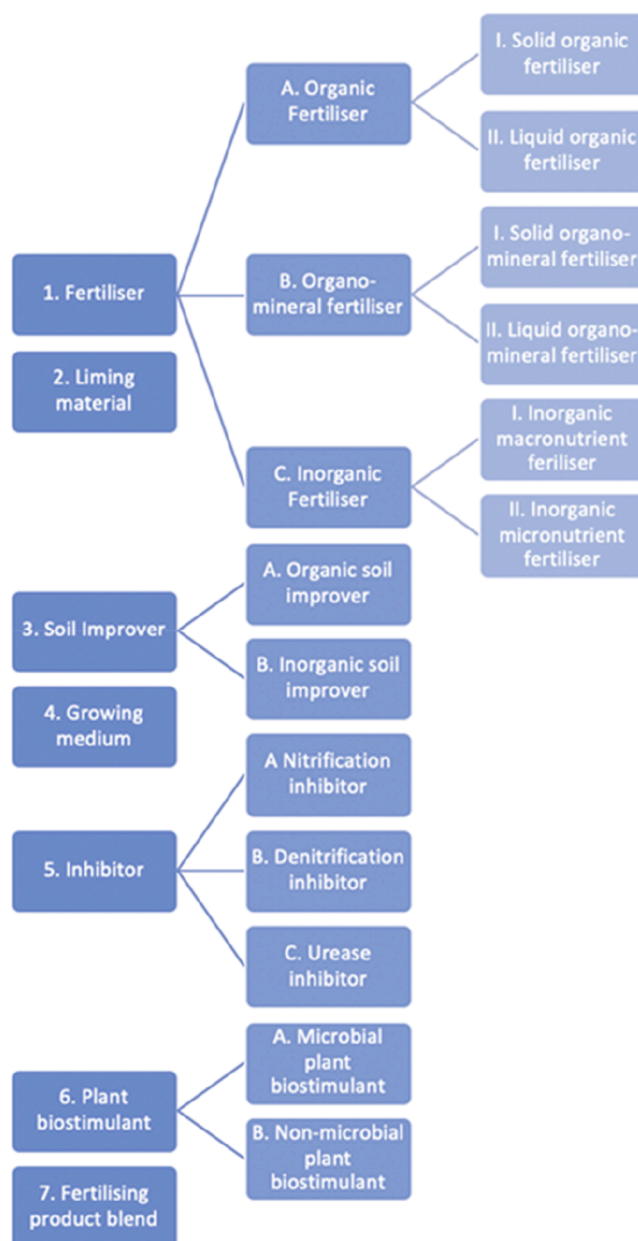 I. Solid organic
fertiliser
A. Organic
Fertiliser
II. Liquid organic
fertiliser
I. Solid organo-
mineral fertiliser
1. Fertiliser
B. Organo-
mineral fertiliser
II. Liquid organo-
mineral fertiliser
2. Liming
material
I. Inorganic
macronutrient
feriliser
C. Inorganic
Fertiliser
II. Inorganic
micronutrient
fertiliser
A. Organic soil
improver
3. Soil Improver
B. Inorganic soil
improver
4. Growing
medium
A Nitrification
inhibitor
5. Inhibitor
B. Denitrification
inhibitor
C. Urease
inhibitor
A. Microbial
plant
biostimulant
6. Plant
biostimulant
B. Non-microbial
plant
biostimulant
7. Fertilising
product blend